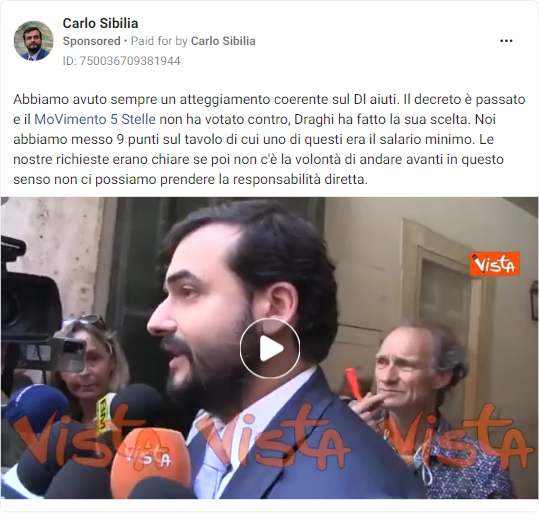 Carlo Sibilia
Sponsored • Paid for by Carlo Sibilia
ID: 750036709381944
Abbiamo avuto sempre un atteggiamento coerente sul Dl aiuti. Il decreto è passato
e il MoVimento 5 Stelle non ha votato contro, Draghi ha fatto la sua scelta. Noi
abbiamo messo 9 punti sul tavolo di cui uno di questi era il salario minimo. Le
nostre richieste erano chiare se poi non c'è la volontà di andare avanti in questo
senso non ci possiamo prendere la responsabilità diretta.
VISTA
VISTA VISTA VISTA
VISTA